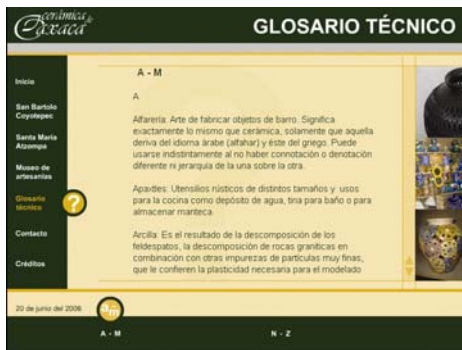 cerámica de
Oaxaca
GLOSARIO TÉCNICO
Inicio
San Bartolo
Coyotepec
Santa María
Atzompa
Museo de
artesanías
Glosario
técnico
?
Contacto
Créditos
A - M
A
Alfarería: Arte de fabricar objetos de barro. Significa
exactamente lo mismo que cerámica, solamente que aquella
deriva del idioma árabe (alfahar) y éste del griego. Puede
usarse indistintamente al no haber connotación o denotación
diferente ni jerarquía de la una sobre la otra.
Apaxtles: Utensilios rústicos de distintos tamaños y usos
para la cocina como depósito de agua, tina para baño o para
almacenar manteca.
Arcilla: Es el resultado de la descomposición de los
feldespatos, la descomposición de rocas graníticas en
combinación con otras impurezas de partículas muy finas,
que le confieren la plasticidad necesaria para el modelado
20 de junio del 2008
a/m
A - M
N - Z